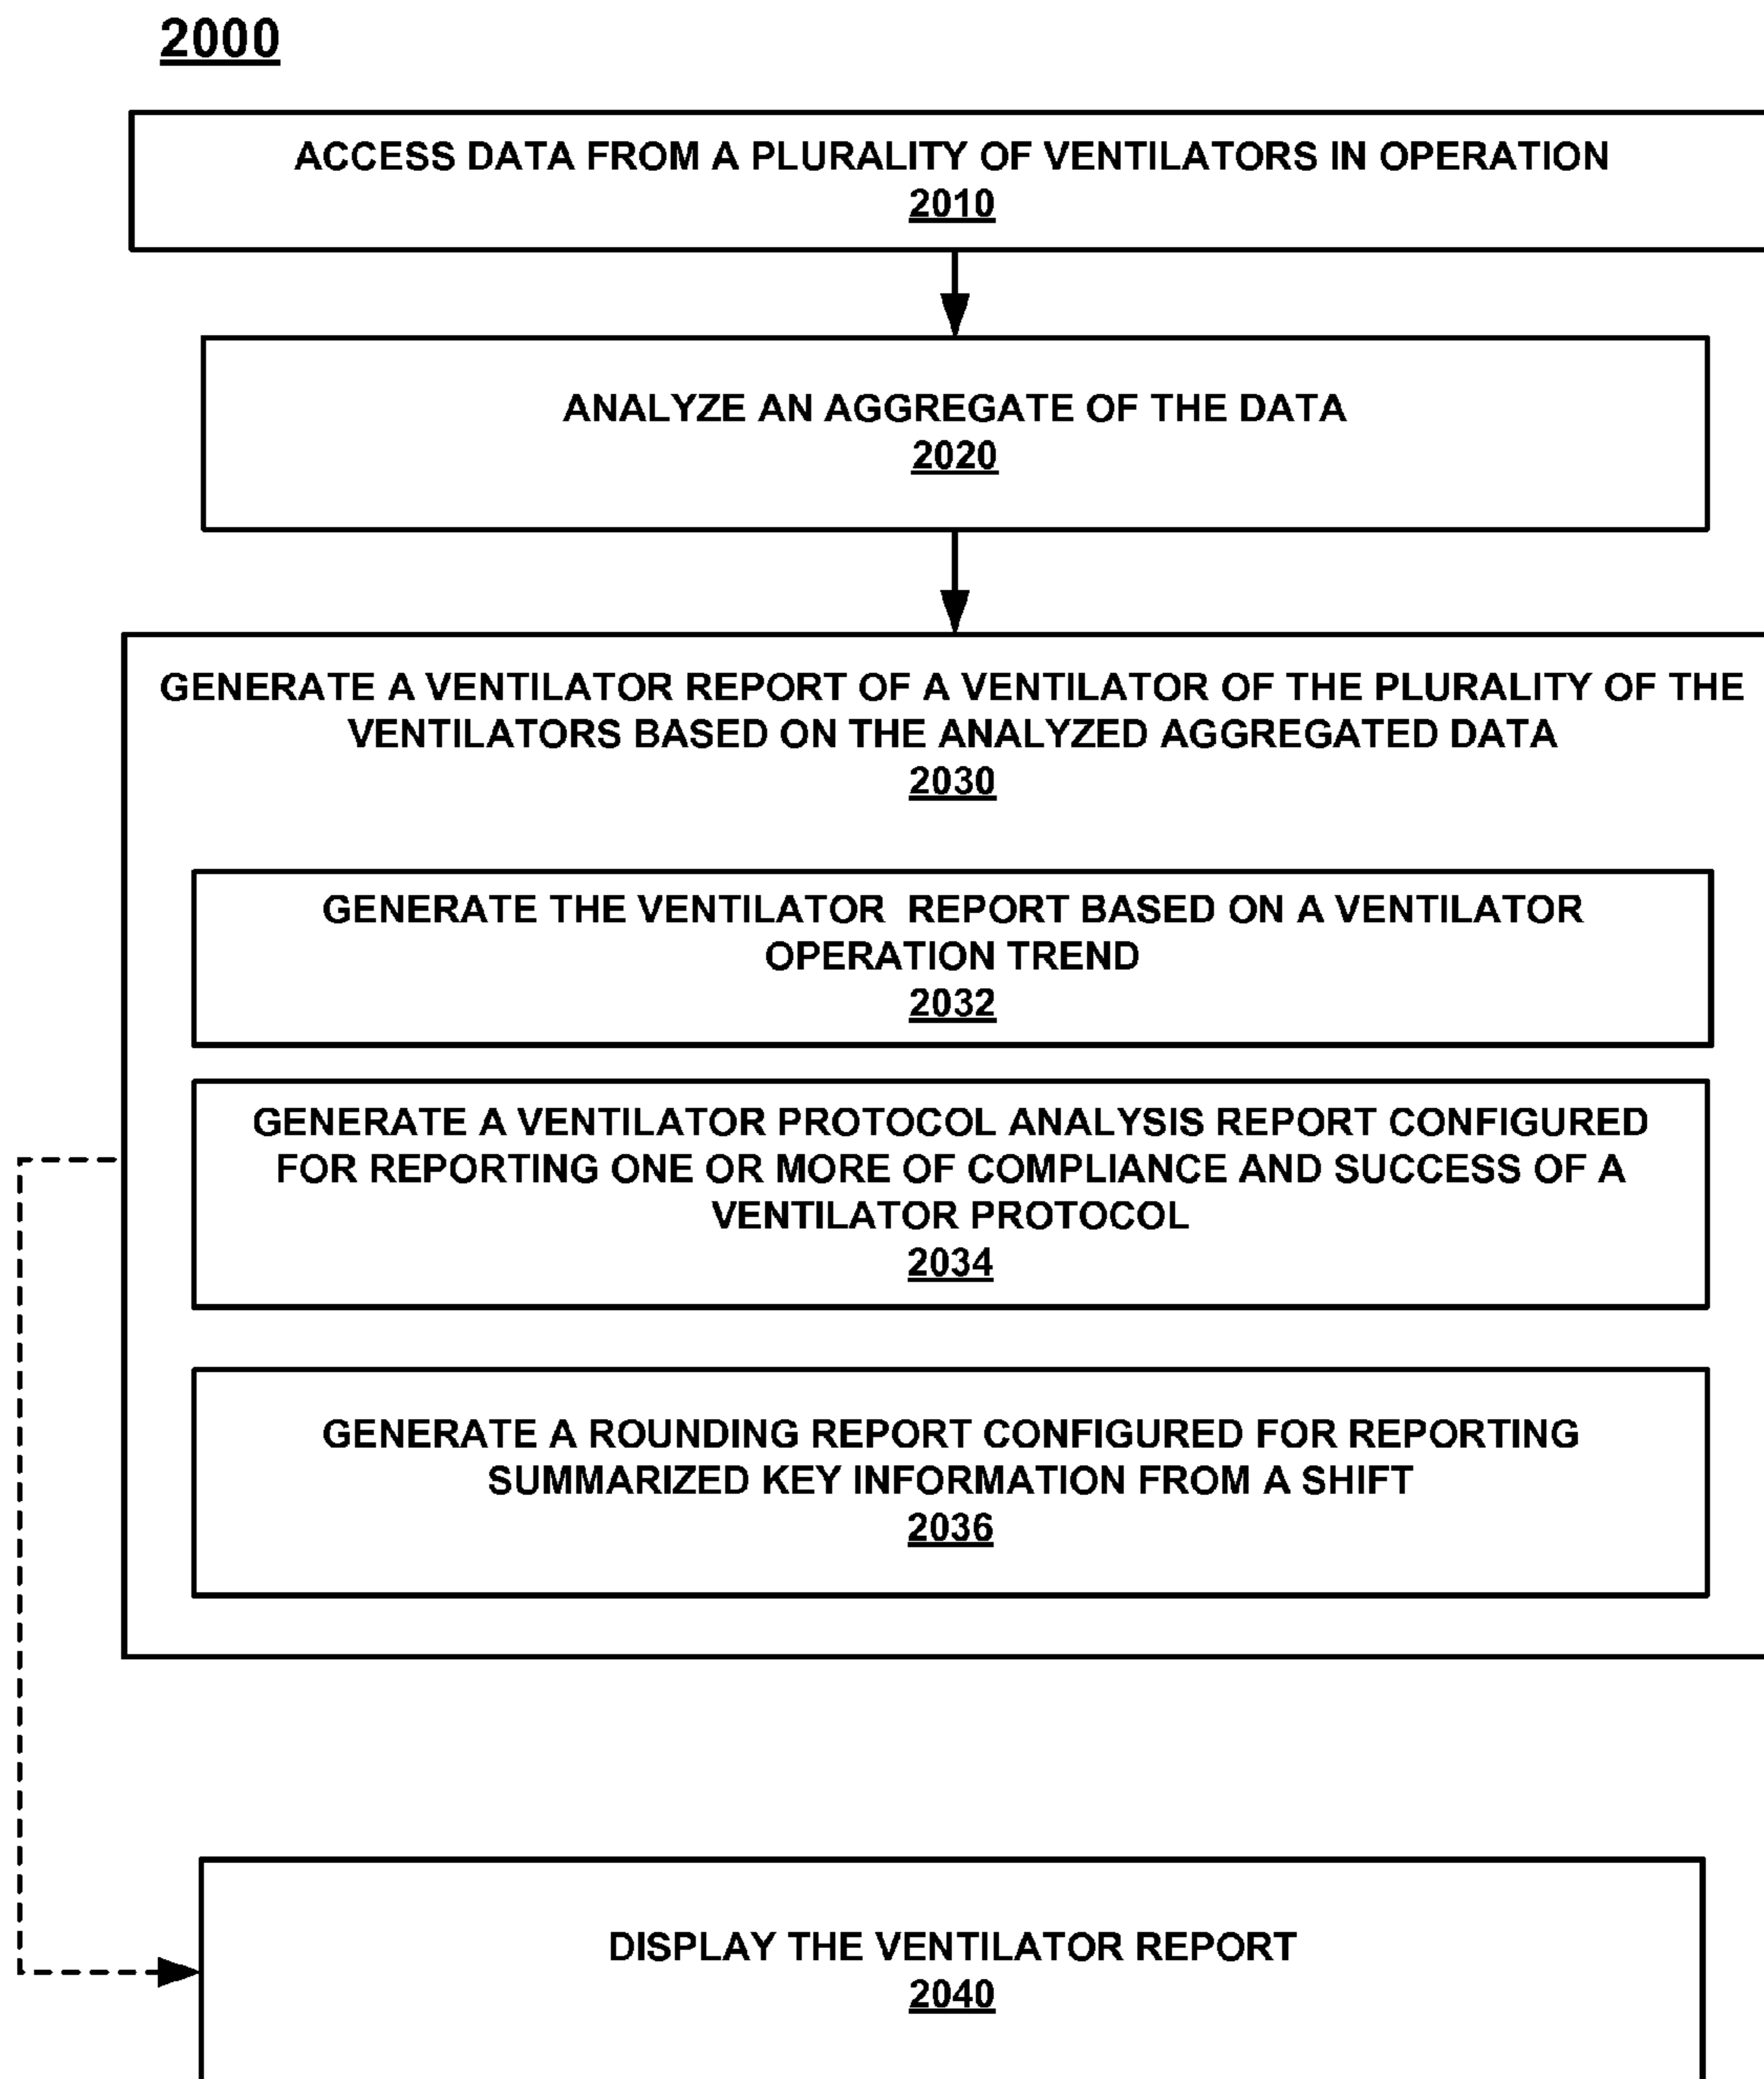 2000
ACCESS DATA FROM A PLURALITY OF VENTILATORS IN OPERATION
2010
ANALYZE AN AGGREGATE OF THE DATA
2020
GENERATE A VENTILATOR REPORT OF A VENTILATOR OF THE PLURALITY OF THE
VENTILATORS BASED ON THE ANALYZED AGGREGATED DATA
2030
GENERATE THE VENTILATOR REPORT BASED ON A VENTILATOR
OPERATION TREND
2032
GENERATE A VENTILATOR PROTOCOL ANALYSIS REPORT CONFIGURED
FOR REPORTING ONE OR MORE OF COMPLIANCE AND SUCCESS OF A
VENTILATOR PROTOCOL
2034
GENERATE A ROUNDING REPORT CONFIGURED FOR REPORTING
SUMMARIZED KEY INFORMATION FROM A SHIFT
2036
DISPLAY THE VENTILATOR REPORT
2040